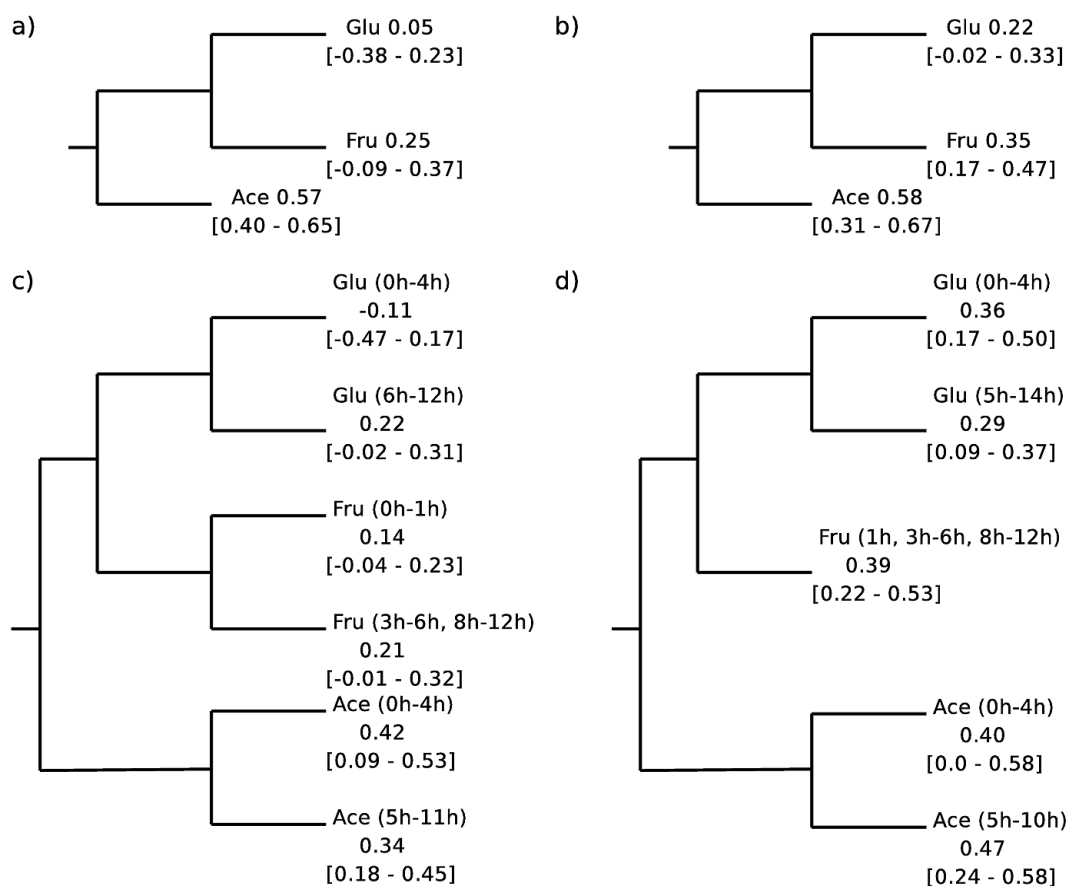 a)
Glu 0.05
[-0.38 - 0.23]
Fru 0.25
[-0.09 - 0.37]
Ace 0.57
[0.40 - 0.65]
b)
Glu 0.22
[-0.02 - 0.33]
Fru 0.35
[0.17 - 0.47]
Ace 0.58
[0.31 - 0.67]
c)
Glu (0h-4h)
-0.11
[-0.47 - 0.17]
Glu (6h-12h)
0.22
[-0.02 - 0.31]
Fru (0h-1h)
0.14
[-0.04 - 0.23]
Fru (3h-6h, 8h-12h)
0.21
[-0.01 - 0.32]
Ace (0h-4h)
0.42
[0.09 - 0.53]
Ace (5h-11h)
0.34
[0.18 - 0.45]
d)
Glu (0h-4h)
0.36
[0.17 - 0.50]
Glu (5h-14h)
0.29
[0.09 - 0.37]
Fru (1h, 3h-6h, 8h-12h)
0.39
[0.22 - 0.53]
Ace (0h-4h)
0.40
[0.0 - 0.58]
Ace (5h-10h)
0.47
[0.24 - 0.58]